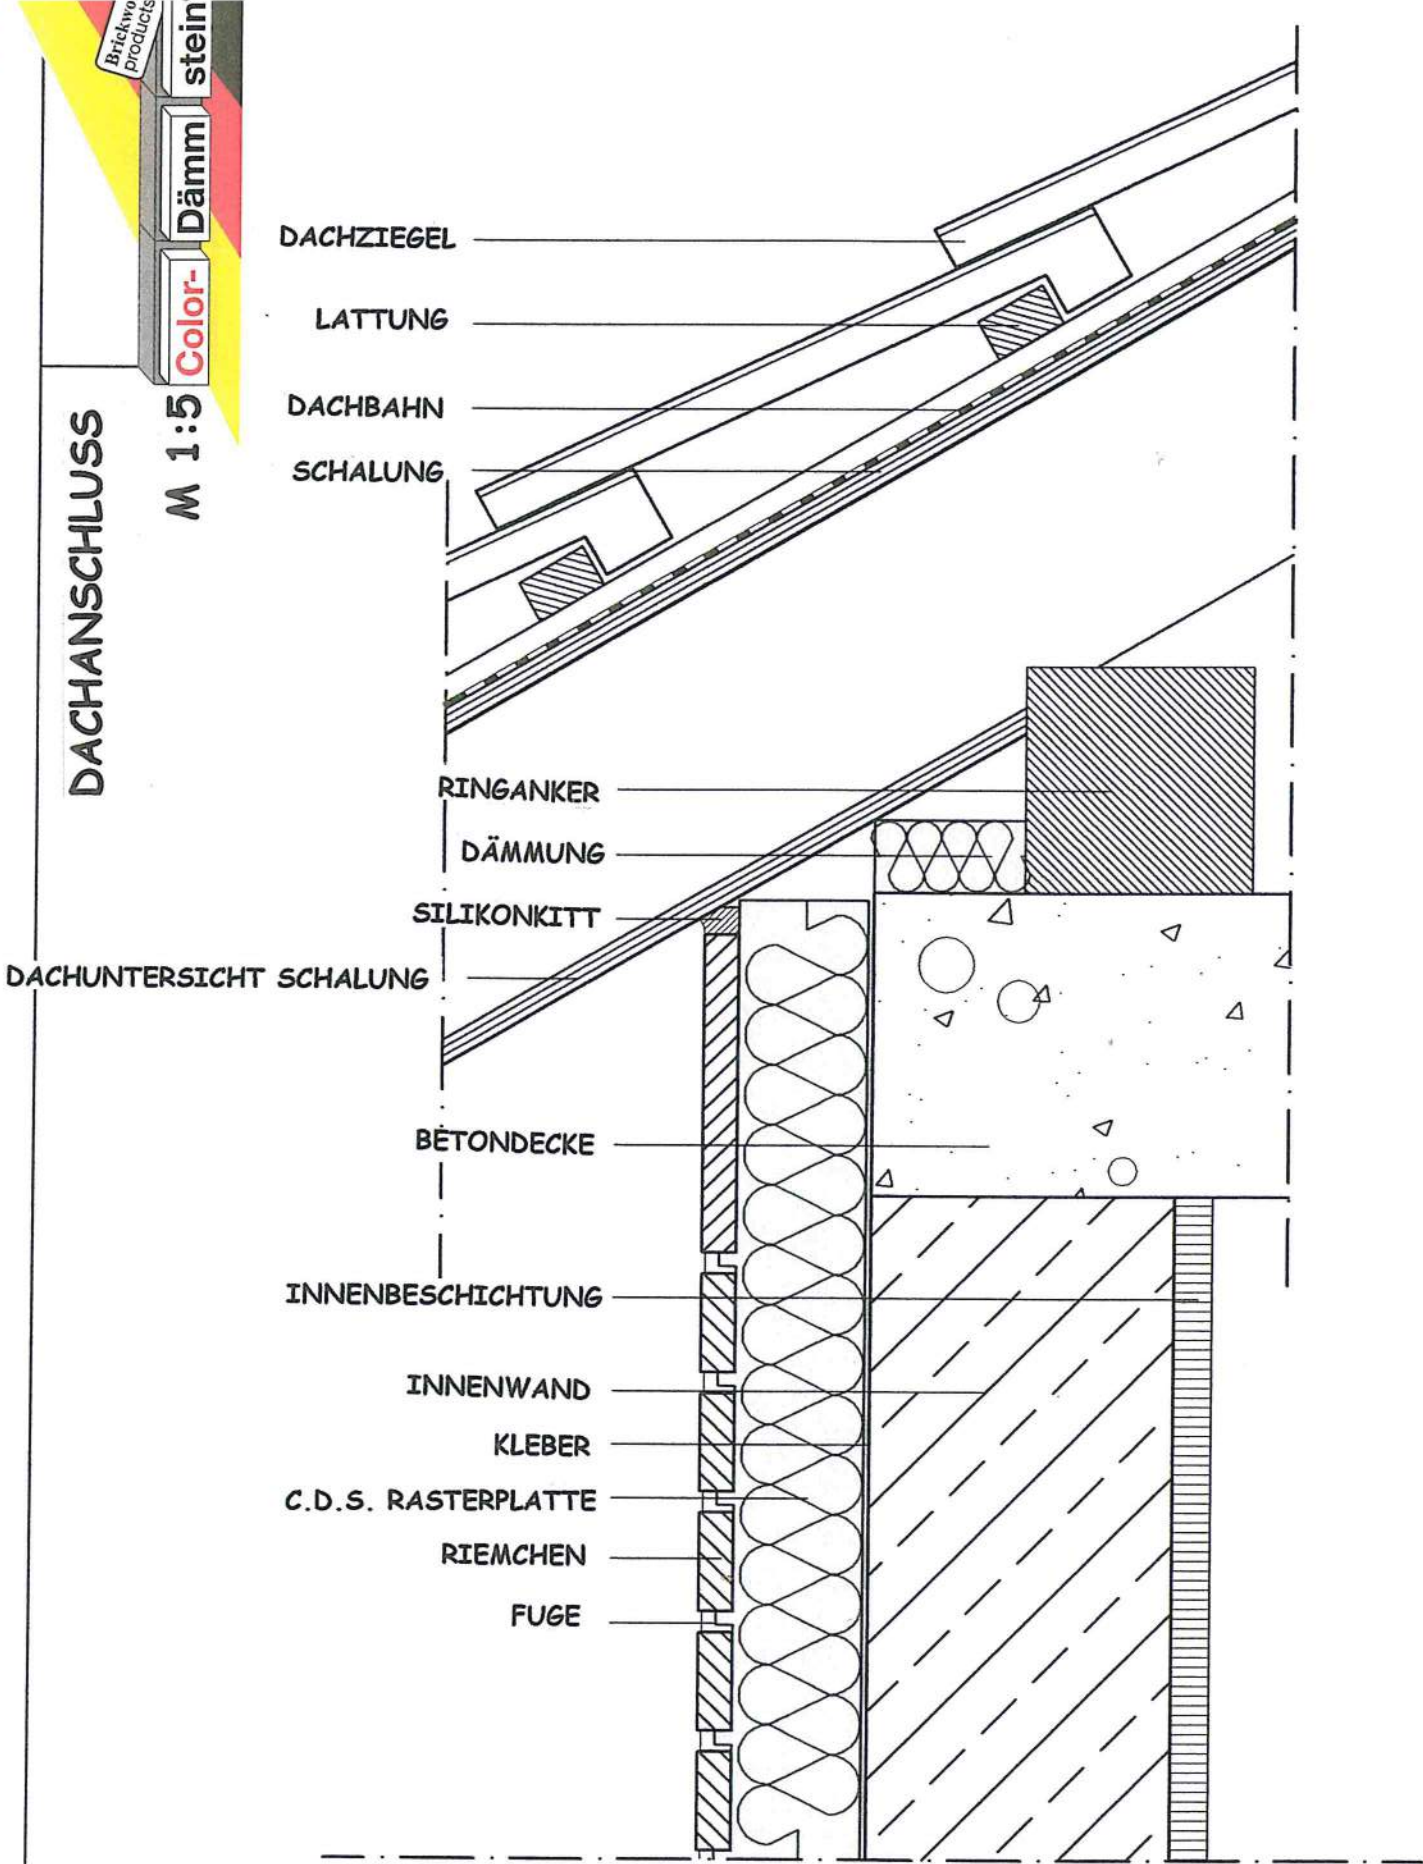 Brickwo
products
stein
Dämm
Color-
DACHANSCHLUSS
M 1:5
DACHZIEGEL
LATTUNG
DACHBAHN
SCHALUNG
RINGANKER
DÄMMUNG
SILIKONKITT
DACHUNTERSICHT SCHALUNG
BETONDECKE
INNENBESCHICHTUNG
INNENWAND
KLEBER
C.D.S. RASTERPLATTE
RIEMCHEN
FUGE